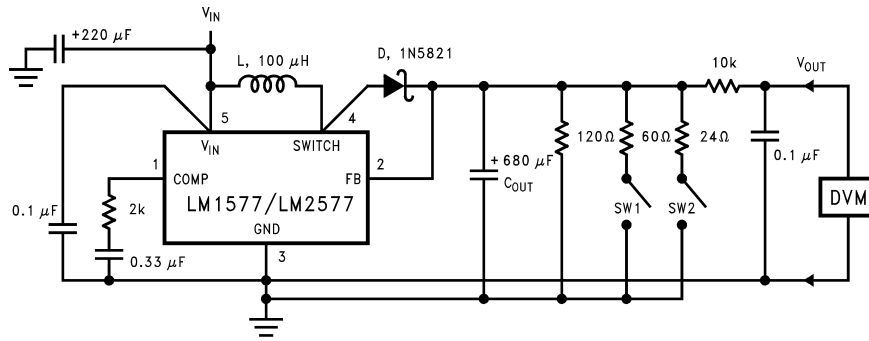 V_IN
+220 μF
L, 100 μH
D, 1N5821
10k
V_OUT
5
4
V_IN
SWITCH
120Ω
60Ω
24Ω
1
2
+ 680 μF
0.1 μF
COMP
FB
C_OUT
LM1577/LM2577
DVM
0.1 μF
2k
SW1
SW2
GND
0.33 μF
3